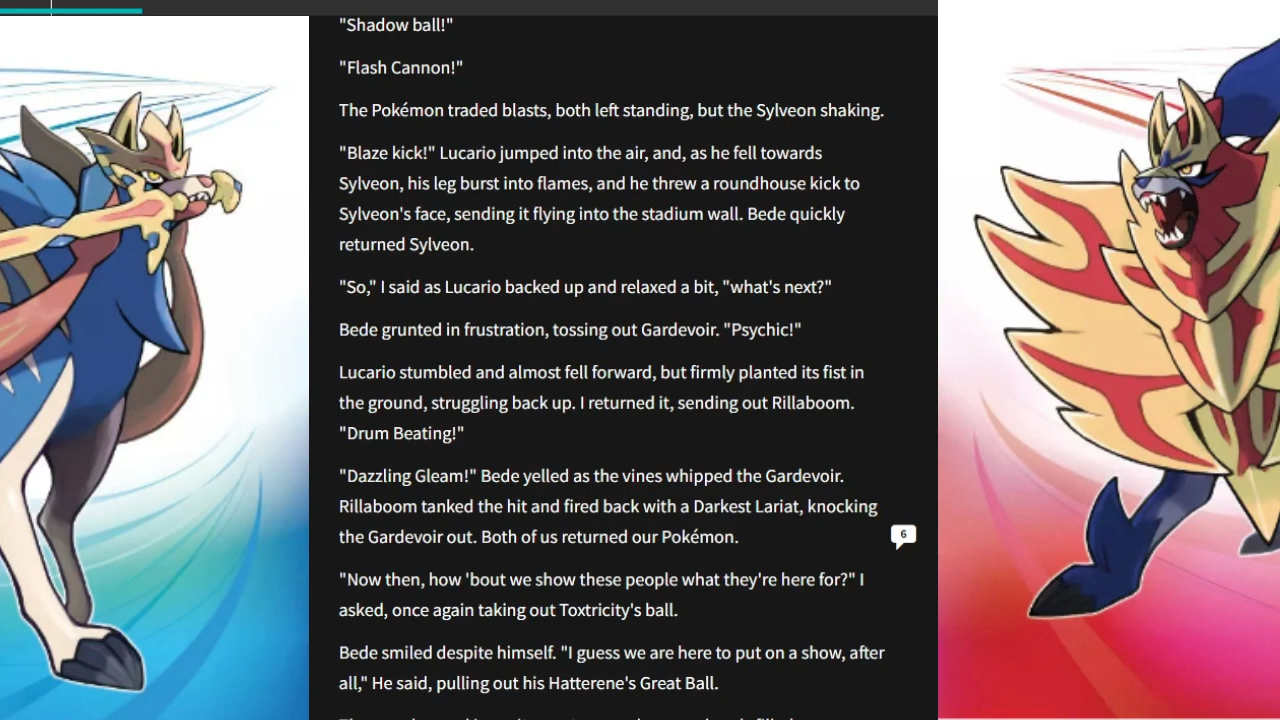 "Shadow ball!"
"Flash Cannon!"
The Pokémon traded blasts, both left standing, but the Sylveon shaking.
"Blaze kick!" Lucario jumped into the air, and, as he fell towards
Sylveon, his leg burst into flames, and he threw a roundhouse kick to
Sylveon's face, sending it flying into the stadium wall. Bede quickly
returned Sylveon.
"So," I said as Lucario backed up and relaxed a bit, "what's next?"
Bede grunted in frustration, tossing out Gardevoir. "Psychic!"
Lucario stumbled and almost fell forward, but firmly planted its fist in
the ground, struggling back up. I returned it, sending out Rillaboom.
"Drum Beating!"
"Dazzling Gleam!" Bede yelled as the vines whipped the Gardevoir.
Rillaboom tanked the hit and fired back with a Darkest Lariat, knocking
the Gardevoir out. Both of us returned our Pokémon.
6
"Now then, how 'bout we show these people what they're here for?" I
asked, once again taking out Toxtricity's ball.
Bede smiled despite himself. "I guess we are here to put on a show, after
all," He said, pulling out his Hatterene's Great Ball.